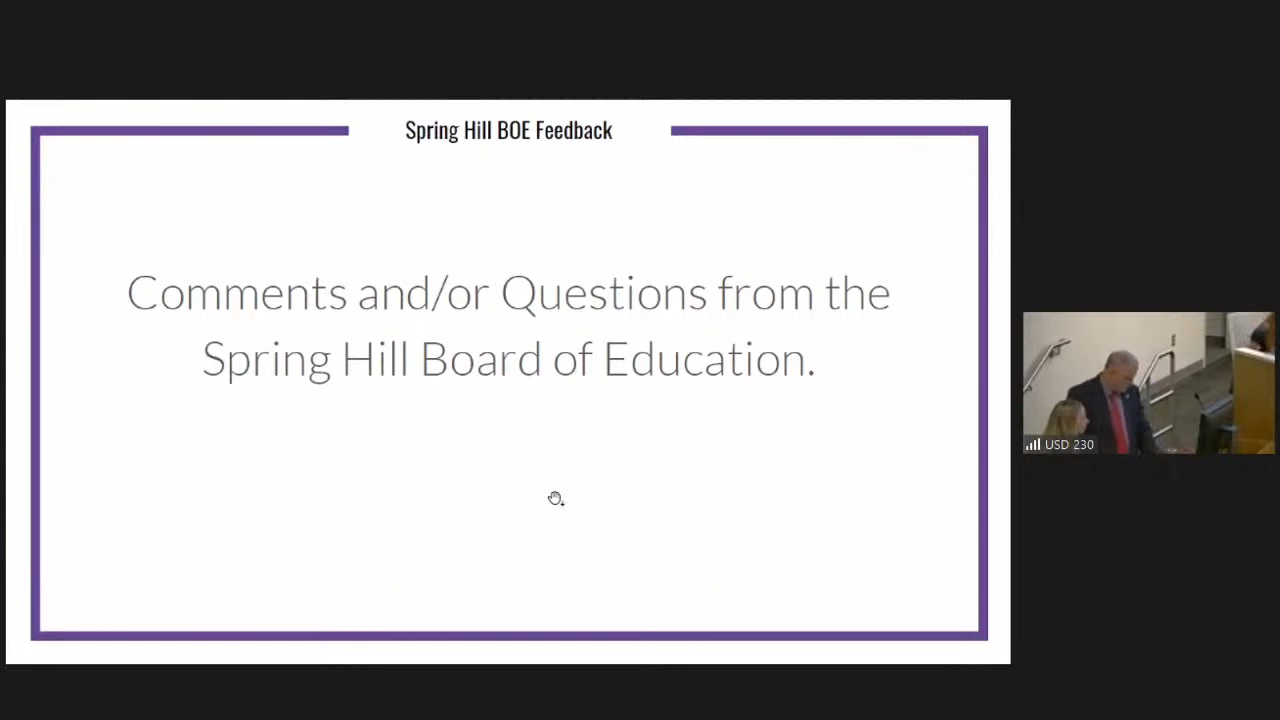 Spring Hill BOE Feedback
Comments and/or Questions from the
Spring Hill Board of Education.
USD 230